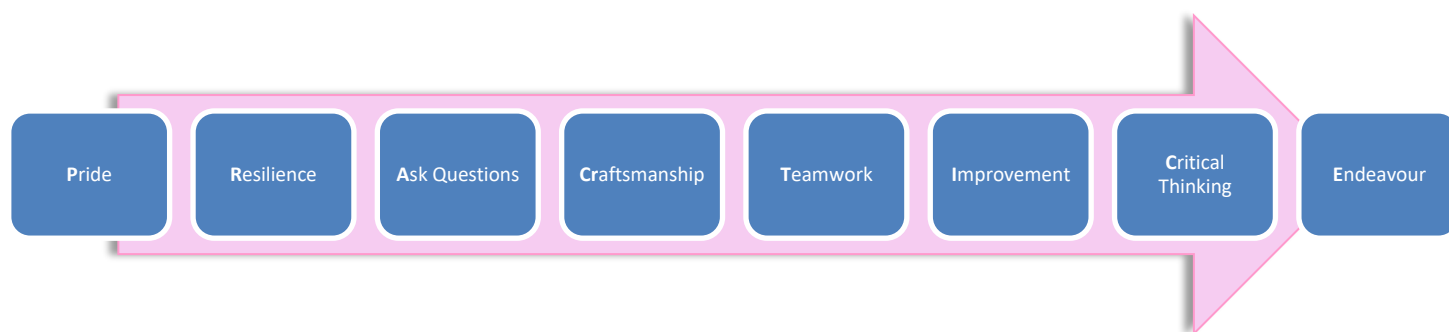 Pride
Resilience
Ask Questions
Craftsmanship
Teamwork
Improvement
Critical
Thinking
Endeavour